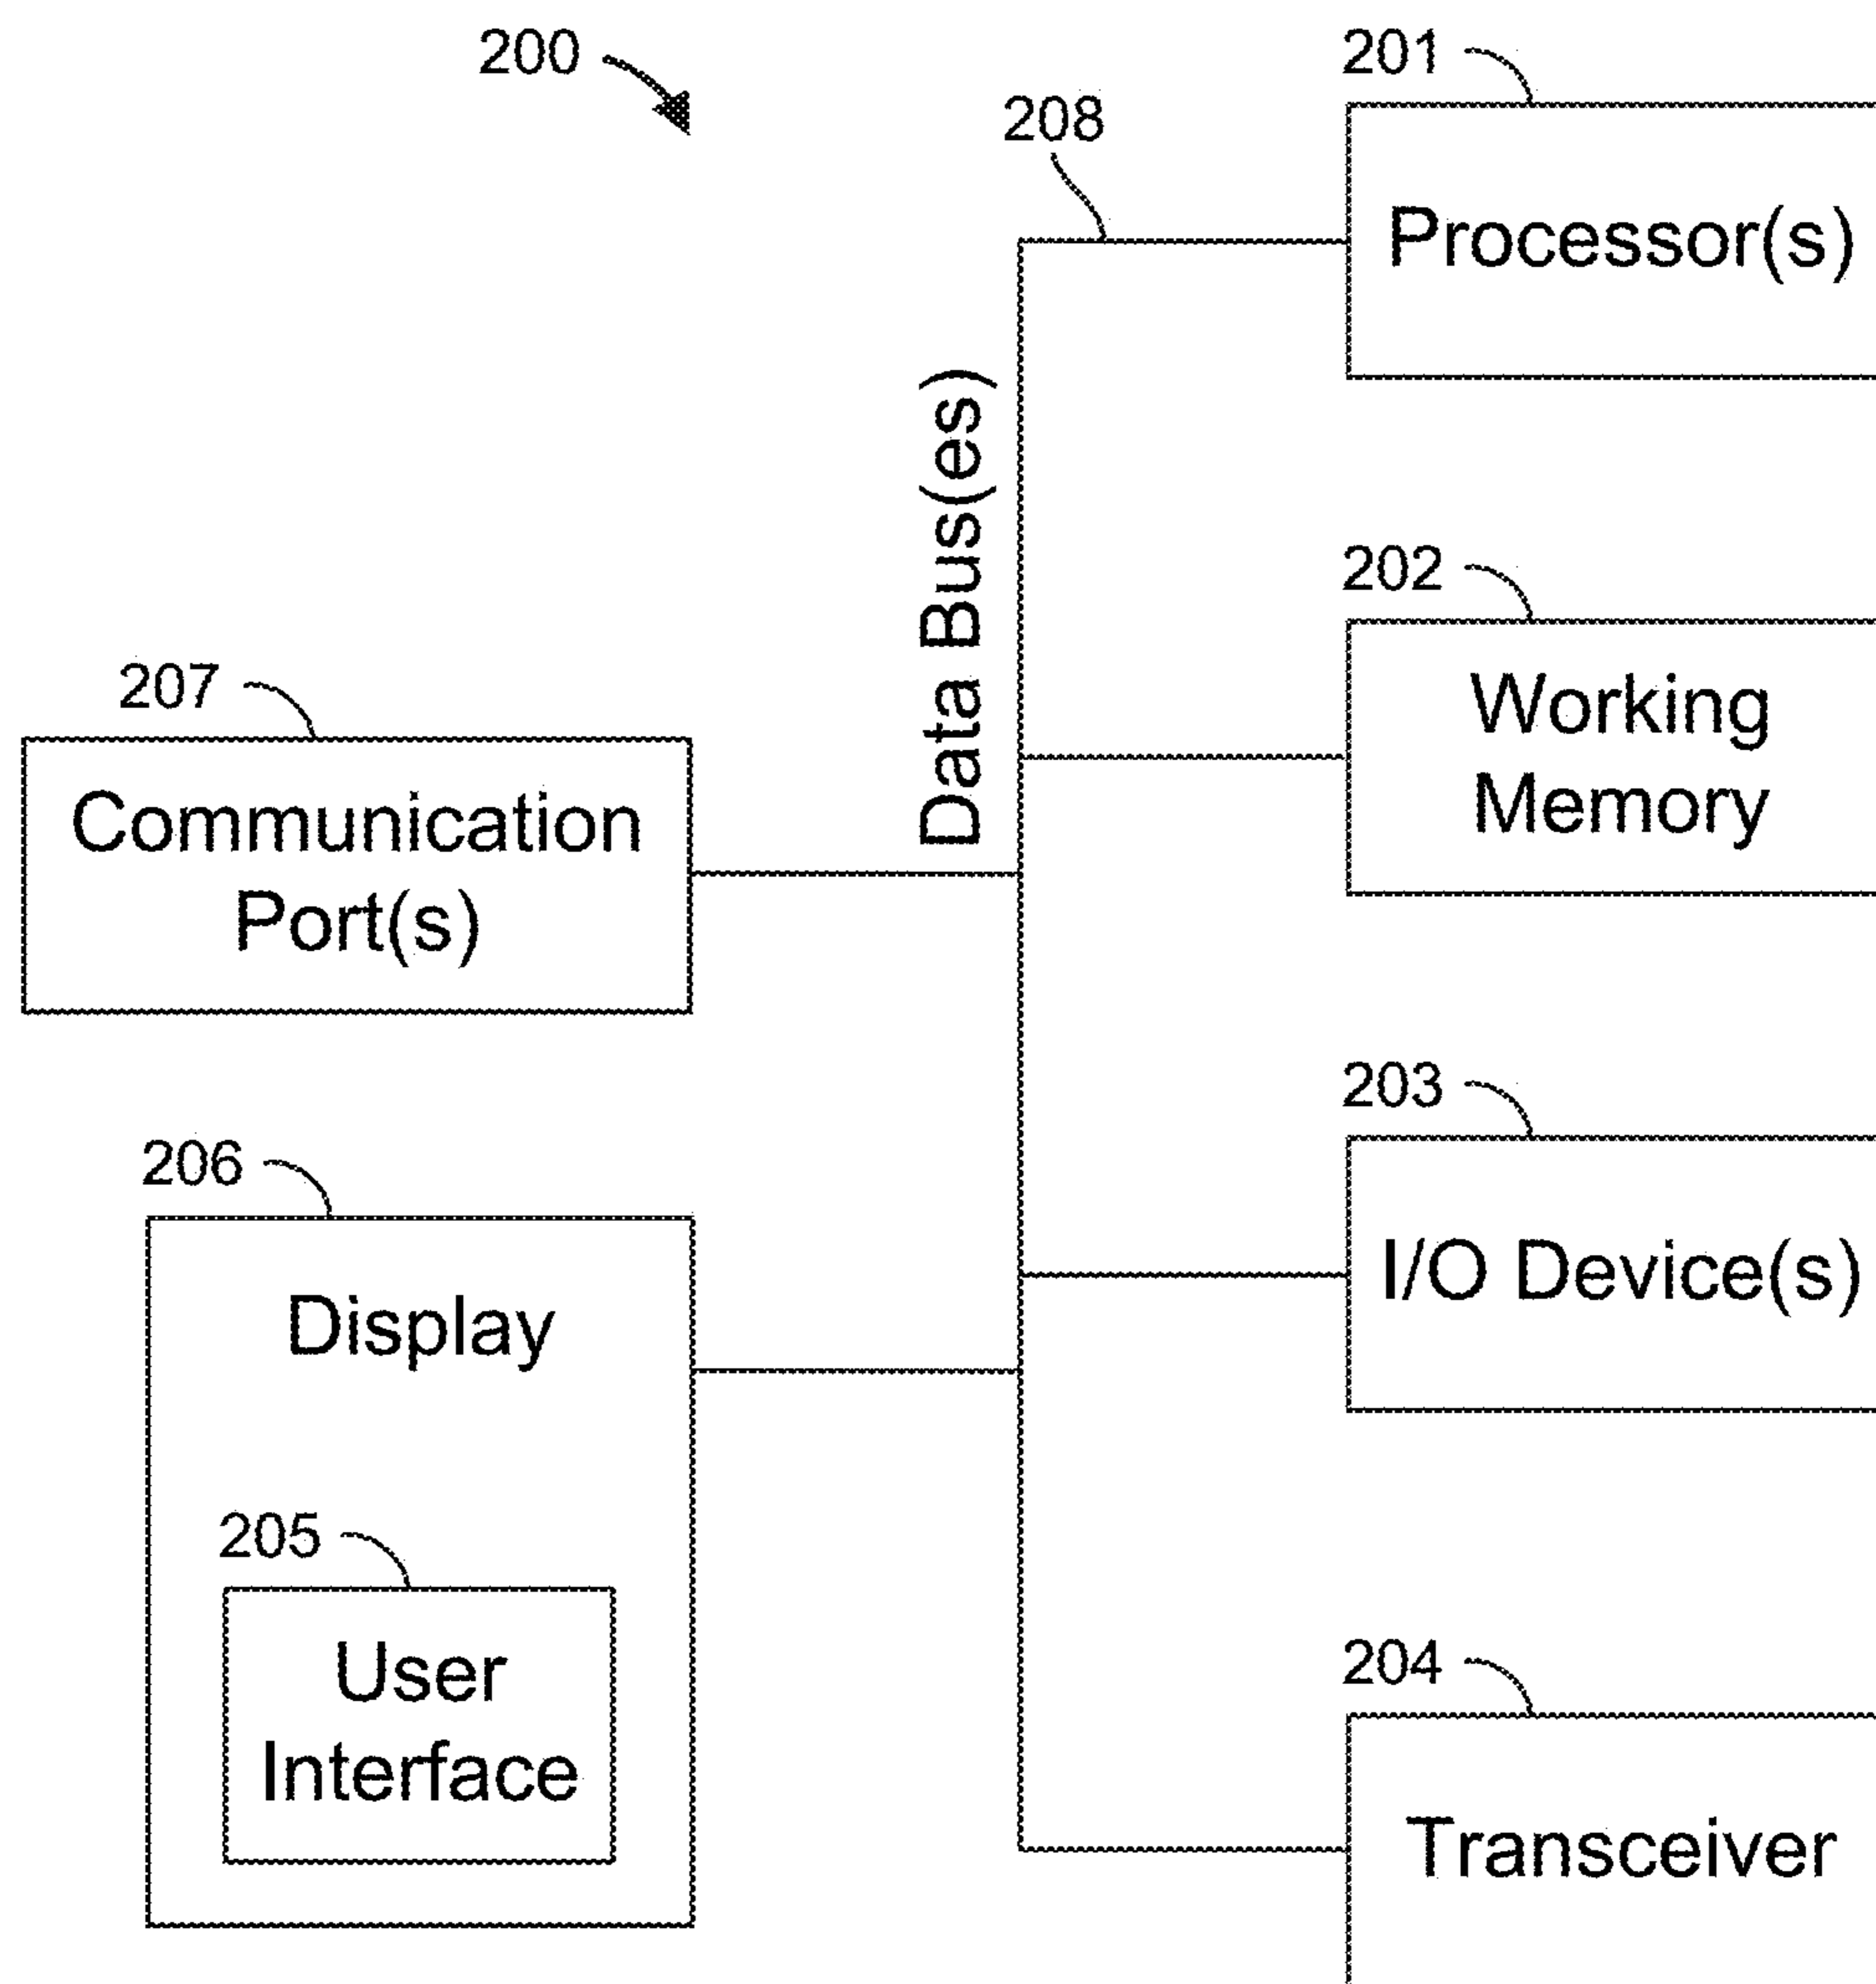 200
201
208
Processor(s)
Data Bus(es)
202
Working
Memory
207
Communication
Port(s)
203
I/O Device(s)
206
Display
205
User
Interface
204
Transceiver